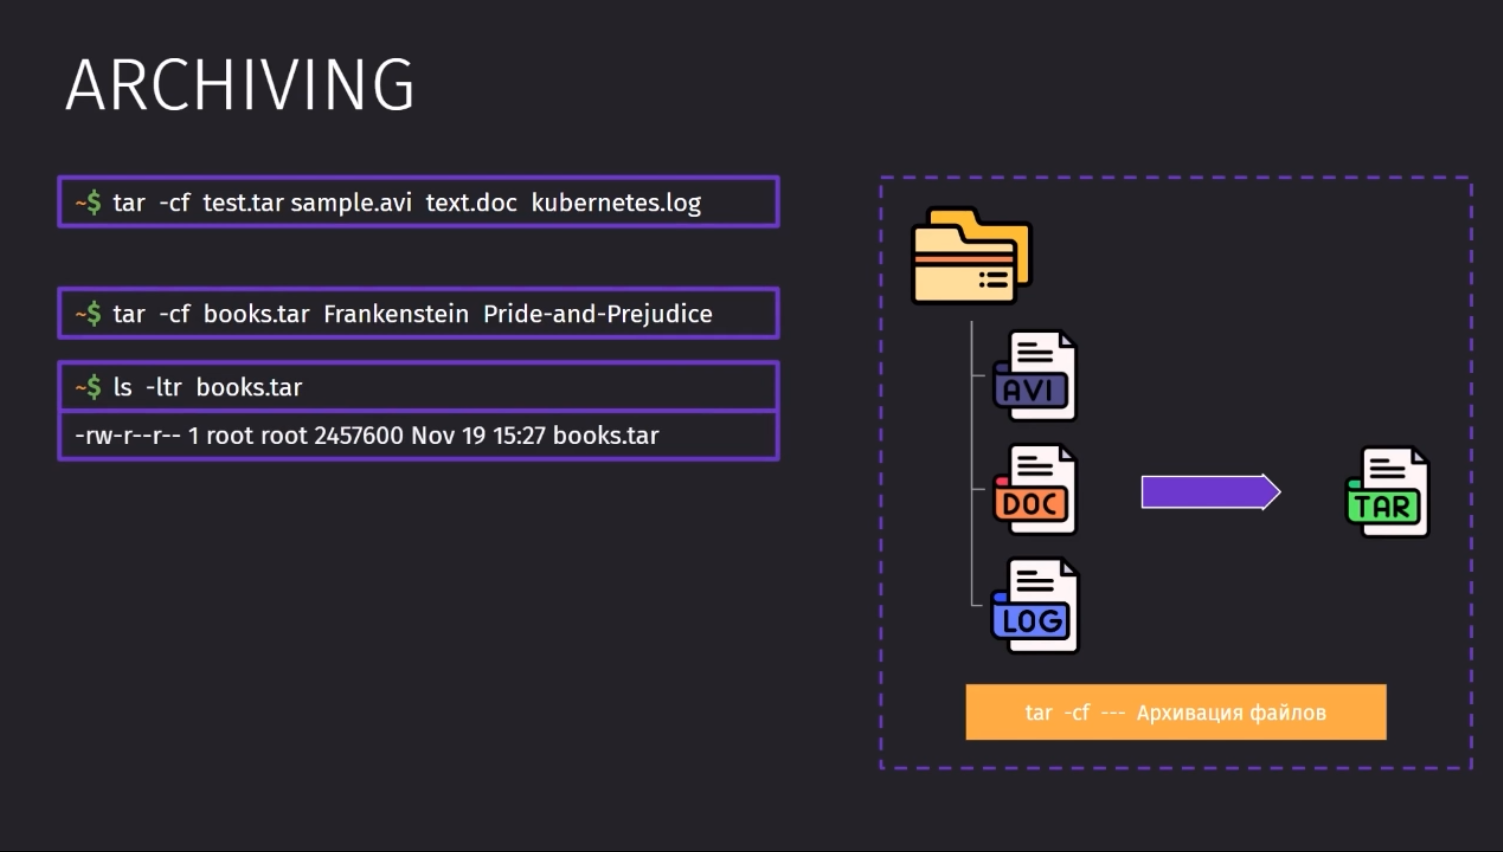 ARCHIVING
~$ tar -cf test.tar sample.avi text.doc kubernetes.log
~$ tar -cf books.tar Frankenstein Pride-and-Prejudice
~$ ls -ltr books.tar
-rw-r--r-- 1 root root 2457600 Nov 19 15:27 books.tar
AVI
DOC
LOG
TAR
tar -cf --- Архивация файлов